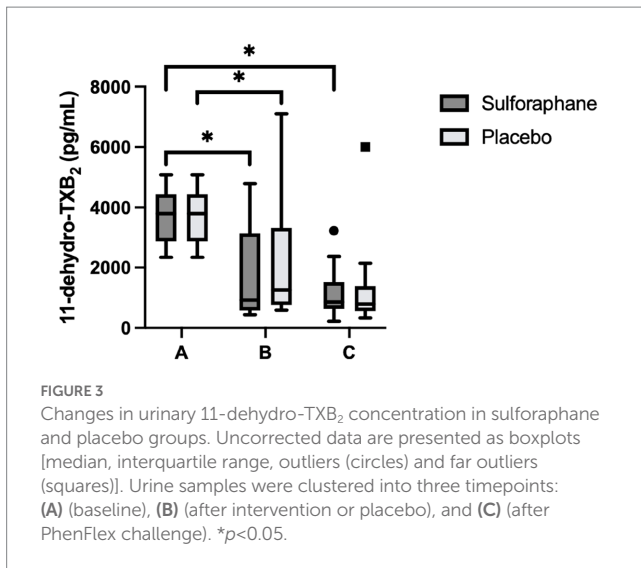 *
*
*
8000
6000
4000
2000
0
11-dehydro-TXB₂ (pg/mL)
A
B
C
Sulforaphane
Placebo
FIGURE 3
Changes in urinary 11-dehydro-TXB₂ concentration in sulforaphane
and placebo groups. Uncorrected data are presented as boxplots
[median, interquartile range, outliers (circles) and far outliers
(squares)]. Urine samples were clustered into three timepoints:
(A) (baseline), (B) (after intervention or placebo), and (C) (after
PhenFlex challenge). *p<0.05.